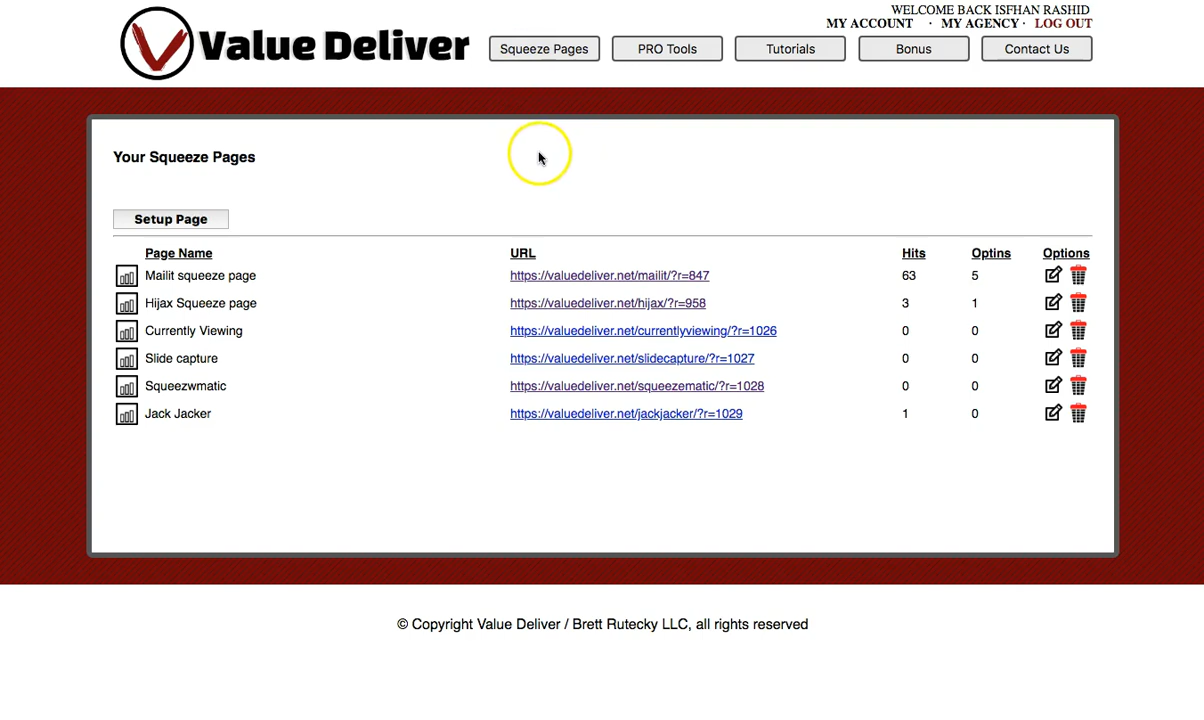 WELCOME BACK ISFHAN RASHID
MY ACCOUNT · MY AGENCY · LOG OUT
Value Deliver
Squeeze Pages PRO Tools Tutorials Bonus Contact Us
Your Squeeze Pages
Setup Page
Page Name URL Hits Optins Options
Mailit squeeze page https://valuedeliver.net/mailit/?r=847 63 5
Hijax Squeeze page https://valuedeliver.net/hijax/?r=958 3 1
Currently Viewing https://valuedeliver.net/currentlyviewing/?r=1026 0 0
Slide capture https://valuedeliver.net/slidecapture/?r=1027 0 0
Squeezwmatic https://valuedeliver.net/squeezematic/?r=1028 0 0
Jack Jacker https://valuedeliver.net/jackjacker/?r=1029 1 0
© Copyright Value Deliver / Brett Rutecky LLC, all rights reserved